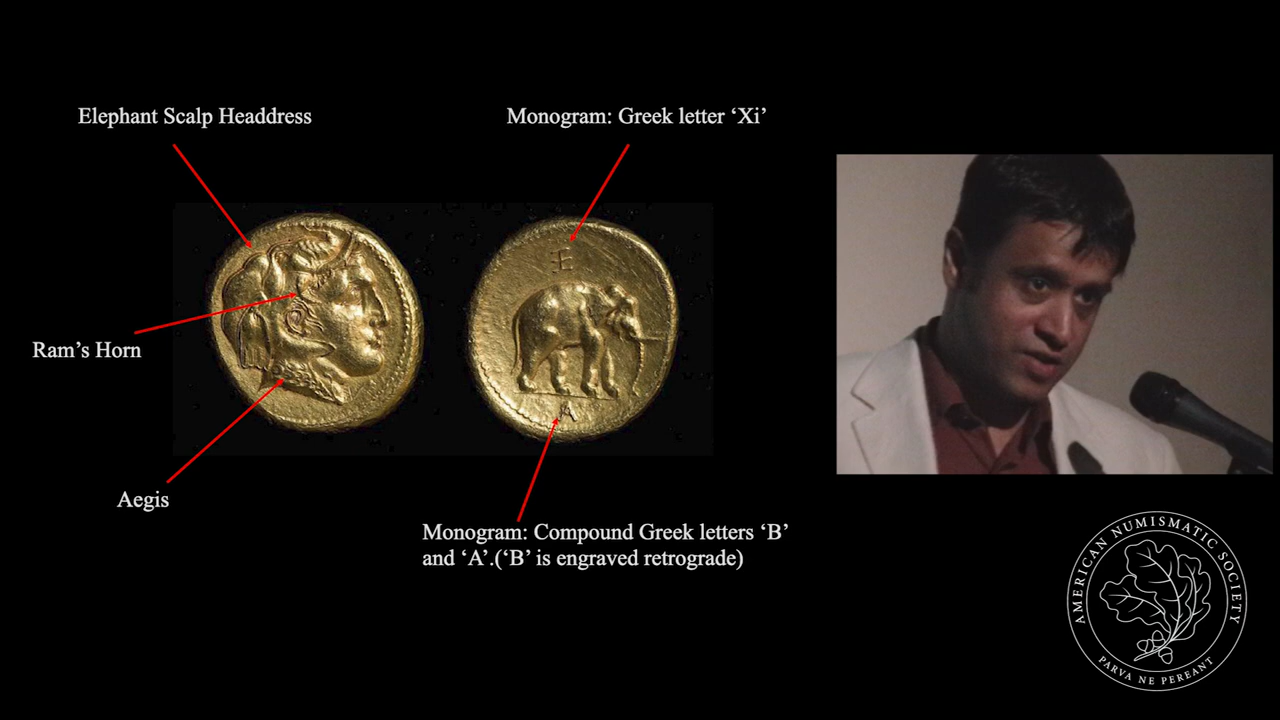 Elephant Scalp Headdress
Monogram: Greek letter ‘Xi’
Ram’s Horn
Aegis
Monogram: Compound Greek letters ‘B’
and ‘A’.(‘B’ is engraved retrograde)
AMERICAN NUMISMATIC SOCIETY
PARVA NE PEREANT